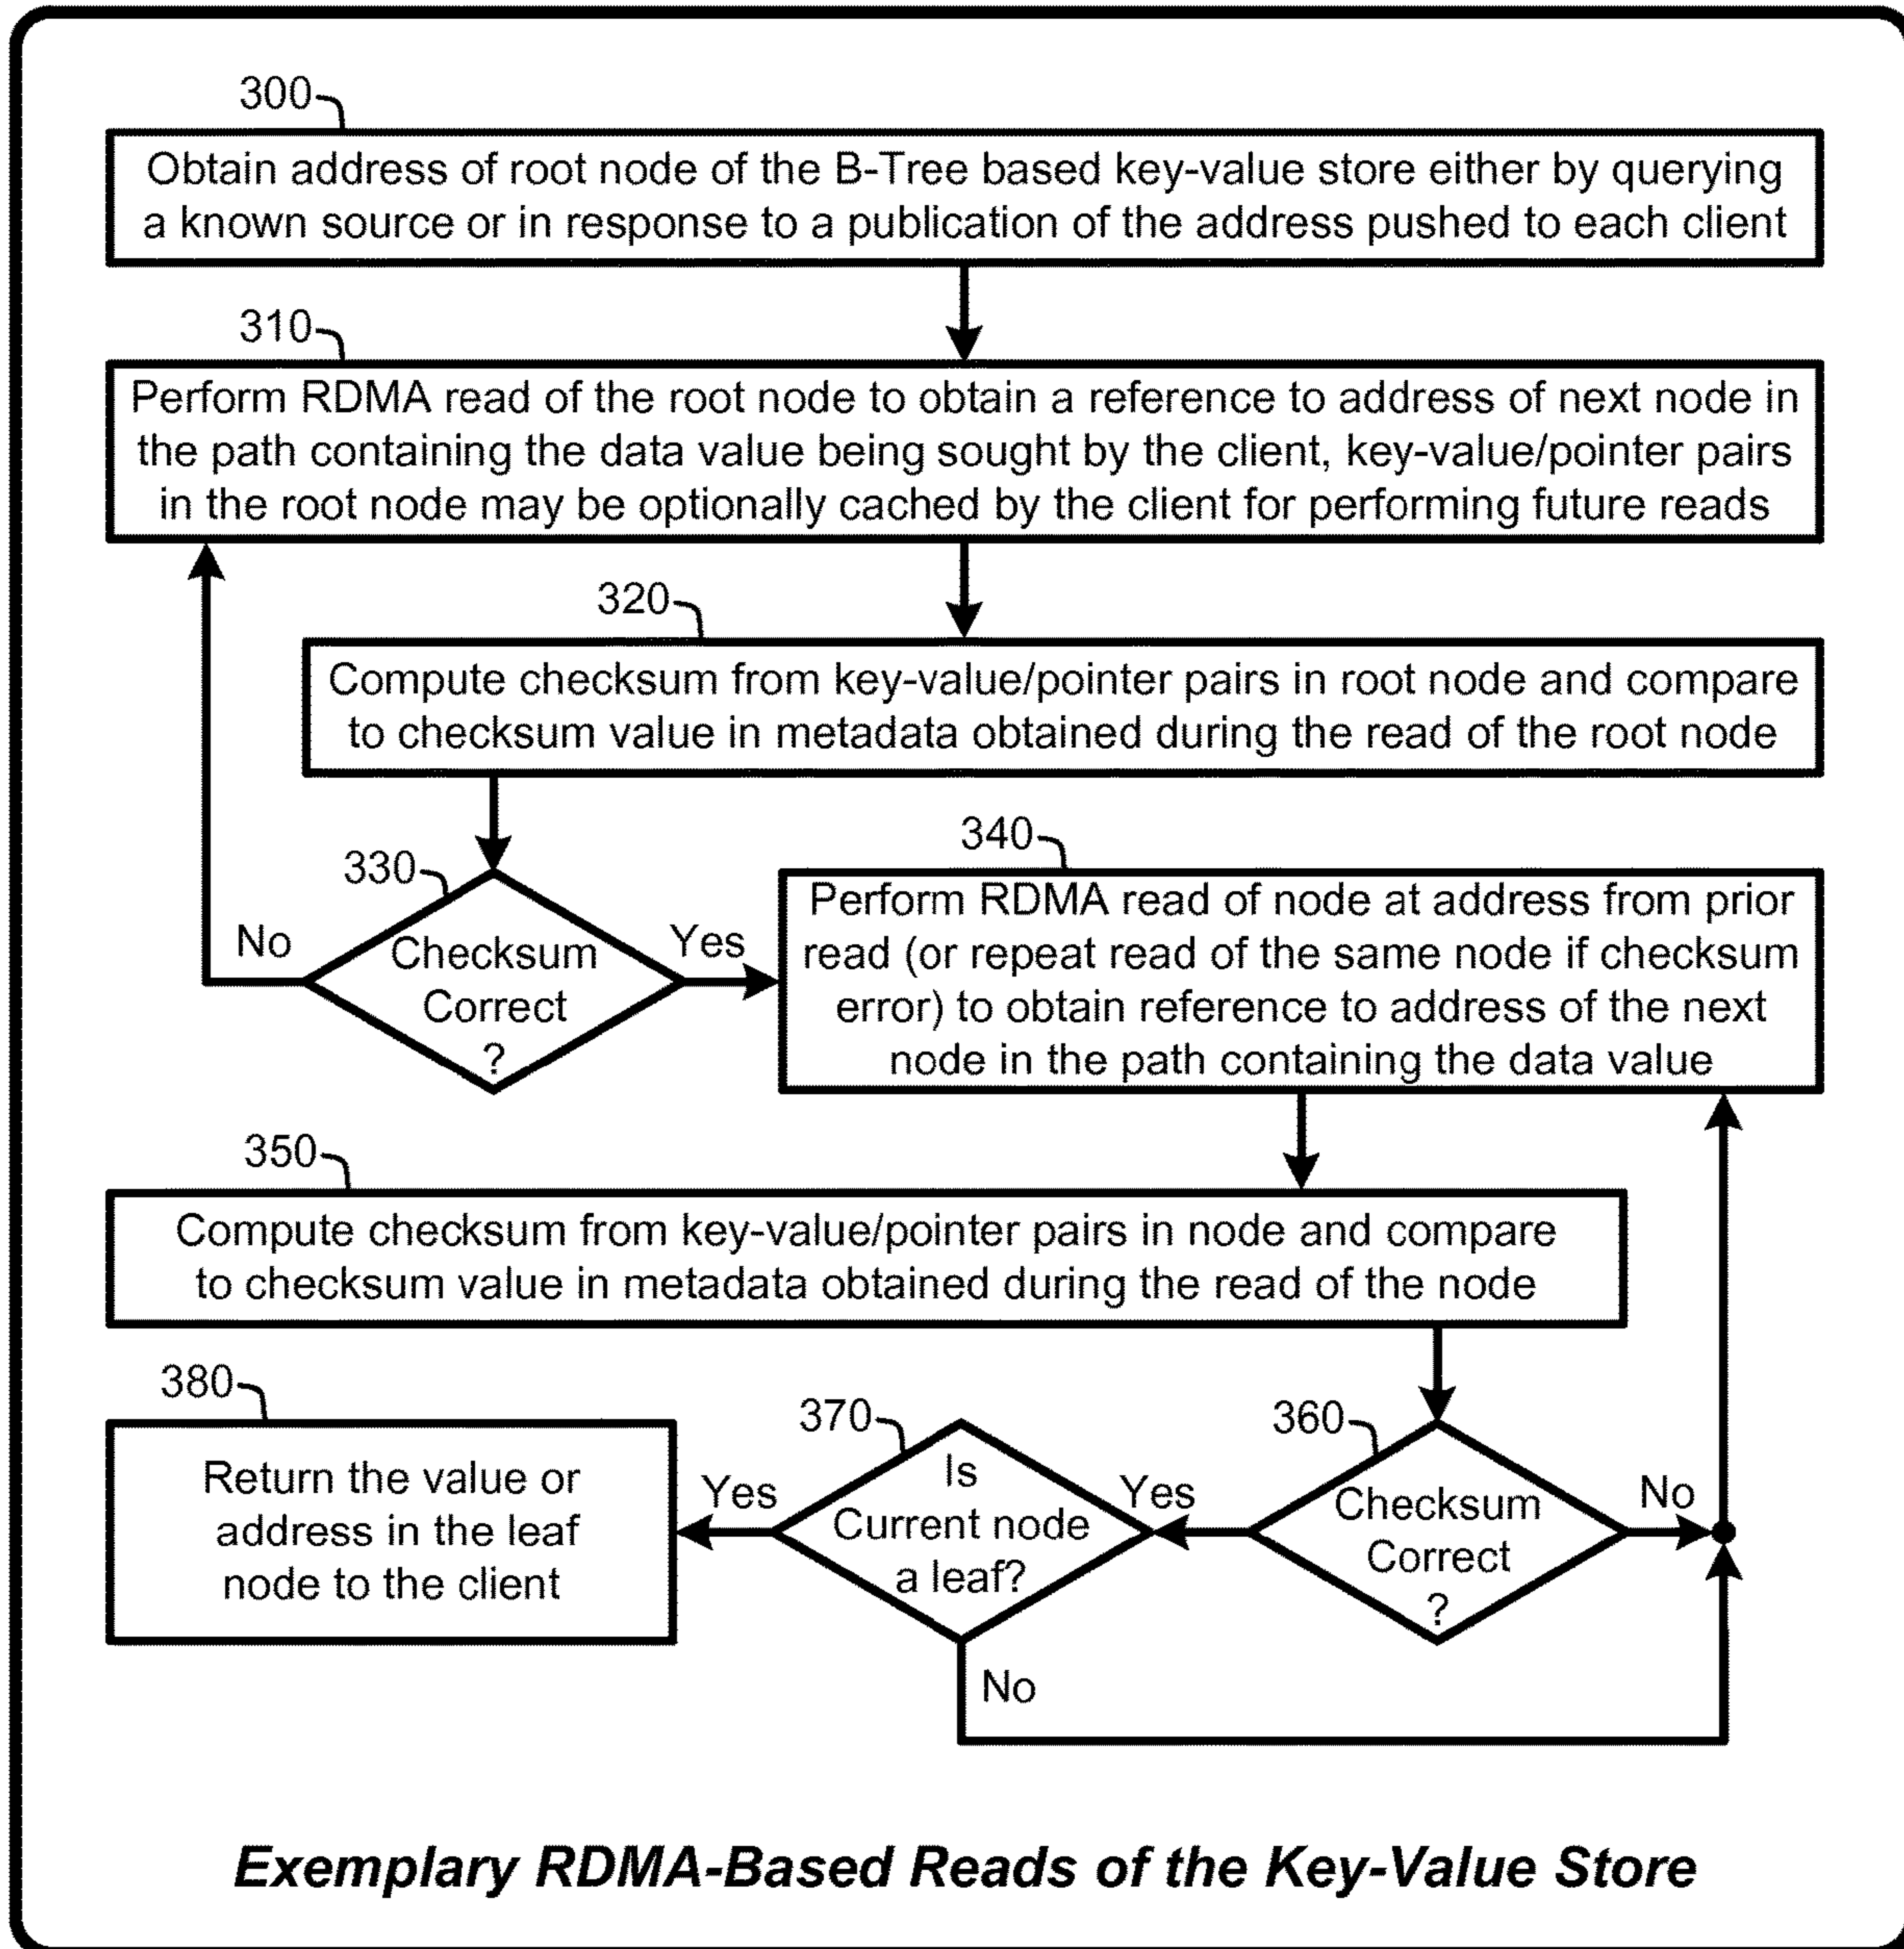 300
Obtain address of root node of the B-Tree based key-value store either by querying
a known source or in response to a publication of the address pushed to each client
310
Perform RDMA read of the root node to obtain a reference to address of next node in
the path containing the data value being sought by the client, key-value/pointer pairs
in the root node may be optionally cached by the client for performing future reads
320
Compute checksum from key-value/pointer pairs in root node and compare
to checksum value in metadata obtained during the read of the root node
330
No
Checksum
Correct
?
Yes
340
Perform RDMA read of node at address from prior
read (or repeat read of the same node if checksum
error) to obtain reference to address of the next
node in the path containing the data value
350
Compute checksum from key-value/pointer pairs in node and compare
to checksum value in metadata obtained during the read of the node
360
Checksum
Correct
?
No
Yes
370
Is
Current node
a leaf?
No
Yes
380
Return the value or
address in the leaf
node to the client
Exemplary RDMA-Based Reads of the Key-Value Store